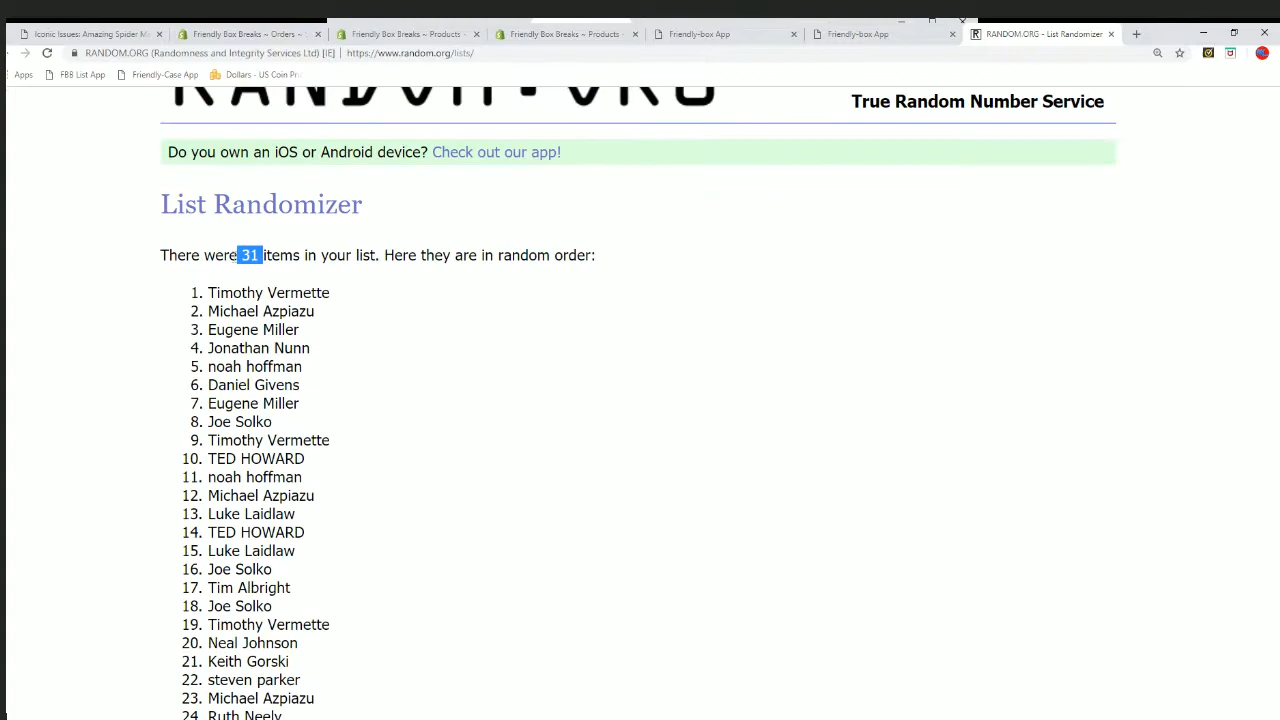 Iconic Issues: Amazing Spider M
Friendly Box Breaks ~ Orders ~
Friendly Box Breaks ~ Products
Friendly Box Breaks ~ Products
Friendly-box App
Friendly-box App
RANDOM.ORG - List Randomizer
RANDOM.ORG (Randomness and Integrity Services Ltd) [IE] | https://www.random.org/lists/
Apps
FBB List App
Friendly-Case App
Dollars - US Coin Pri
RANDOM.ORG
True Random Number Service
Do you own an iOS or Android device? Check out our app!
List Randomizer
There were 31 items in your list. Here they are in random order:
1. Timothy Vermette
2. Michael Azpiazu
3. Eugene Miller
4. Jonathan Nunn
5. noah hoffman
6. Daniel Givens
7. Eugene Miller
8. Joe Solko
9. Timothy Vermette
10. TED HOWARD
11. noah hoffman
12. Michael Azpiazu
13. Luke Laidlaw
14. TED HOWARD
15. Luke Laidlaw
16. Joe Solko
17. Tim Albright
18. Joe Solko
19. Timothy Vermette
20. Neal Johnson
21. Keith Gorski
22. steven parker
23. Michael Azpiazu
24. Ruth Neely